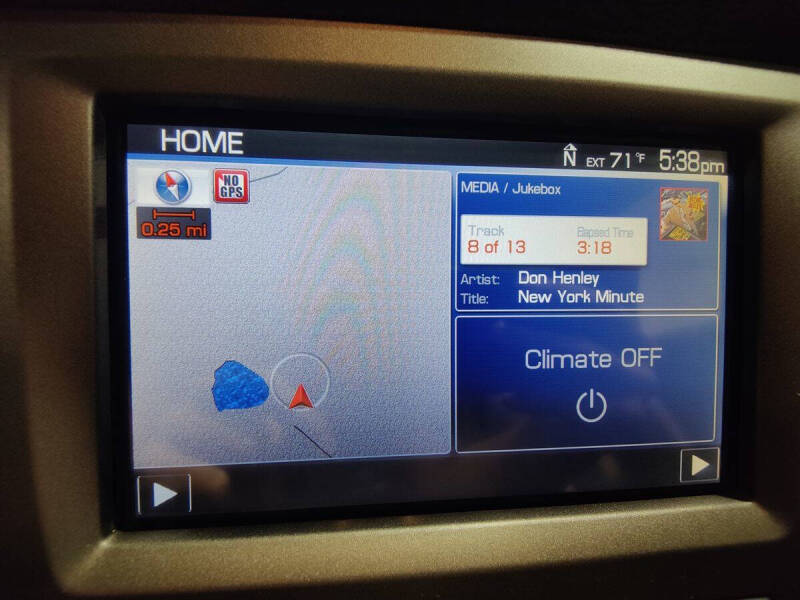 HOME
N EXT 71°F 5:38pm
NO
GPS
0.25 mi
MEDIA / Jukebox
Track Elapsed Time
8 of 13 3:18
Artist: Don Henley
Title: New York Minute
Climate OFF